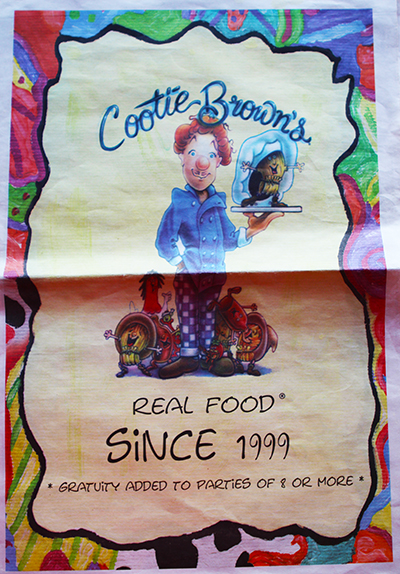 Cootie Brown's
REAL FOOD®
SiNCE 1999
* GRATUITY ADDED TO PARTIES OF 8 OR MORE *